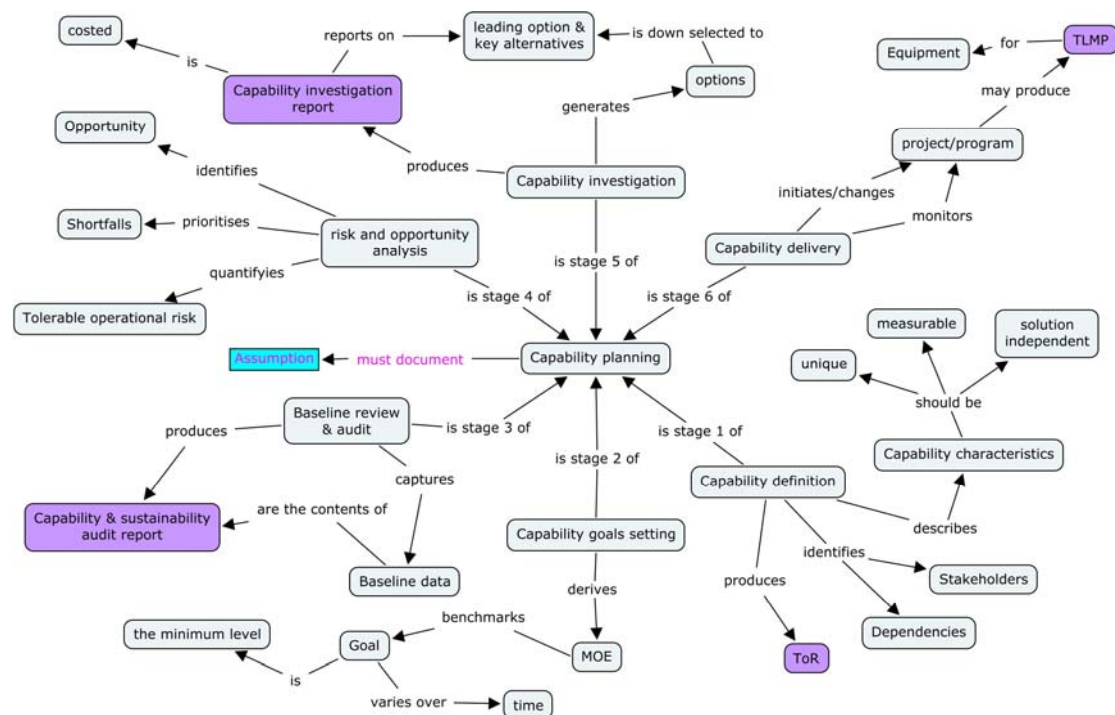 costed
is
reports on
leading option &
key alternatives
is down selected to
options
Equipment
for
TLMP
Capability investigation
report
generates
may produce
Opportunity
identifies
produces
Capability investigation
project/program
initiates/changes
monitors
Shortfalls
prioritises
risk and opportunity
analysis
Capability delivery
quantifyies
is stage 5 of
is stage 4 of
is stage 6 of
Tolerable operational risk
measurable
solution
independent
Assumption
must document
Capability planning
unique
should be
Baseline review
& audit
produces
is stage 3 of
is stage 1 of
is stage 2 of
Capability characteristics
captures
Capability definition
Capability & sustainability
audit report
are the contents of
Capability goals setting
describes
identifies
Baseline data
produces
Stakeholders
derives
benchmarks
the minimum level
Goal
MOE
Dependencies
ToR
is
varies over
time